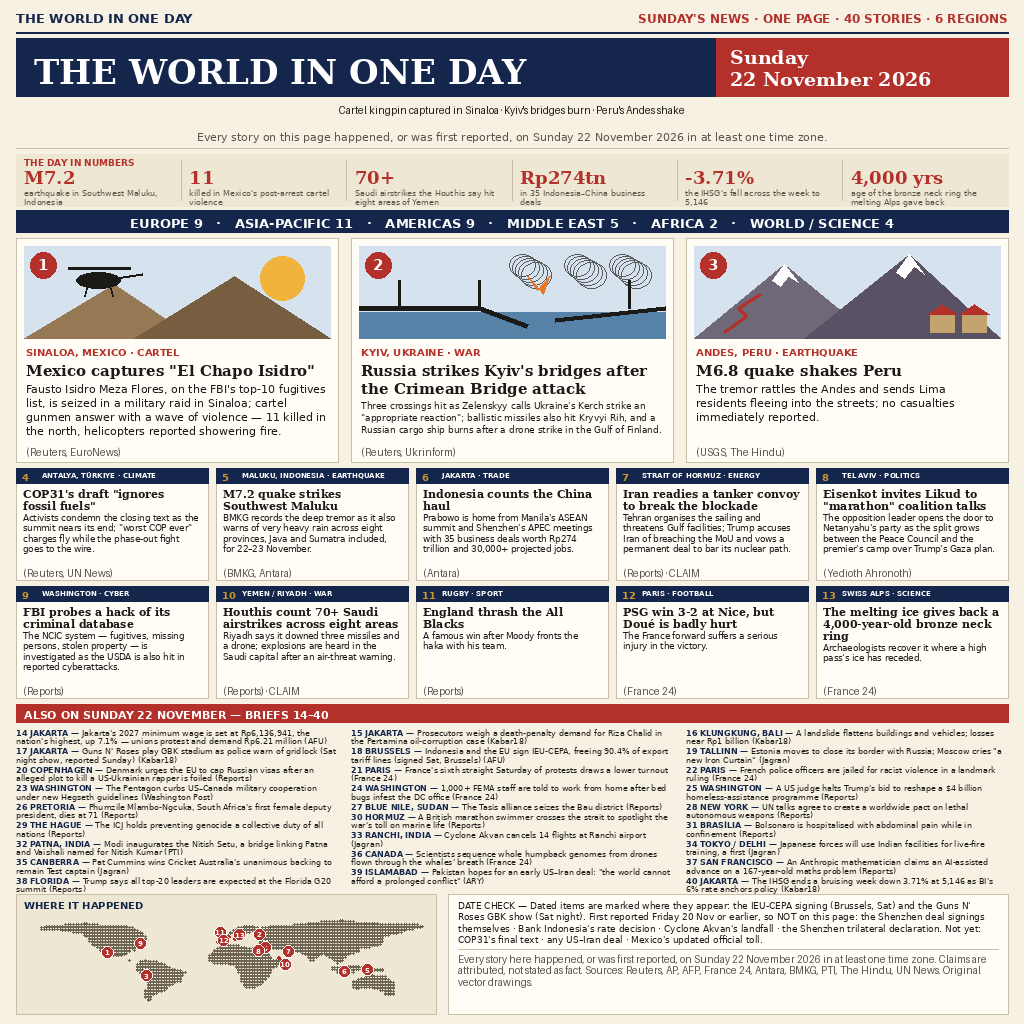 THE WORLD IN ONE DAY
SUNDAY'S NEWS · ONE PAGE · 40 STORIES · 6 REGIONS
THE WORLD IN ONE DAY
Sunday
22 November 2026
Cartel kingpin captured in Sinaloa · Kyiv's bridges burn · Peru's Andes shake
Every story on this page happened, or was first reported, on Sunday 22 November 2026 in at least one time zone.
THE DAY IN NUMBERS
M7.2
earthquake in Southwest Maluku,
Indonesia
11
killed in Mexico's post-arrest cartel
violence
70+
Saudi airstrikes the Houthis say hit
eight areas of Yemen
Rp274tn
in 35 Indonesia–China business
deals
-3.71%
the IHSG's fall across the week to
5,146
4,000 yrs
age of the bronze neck ring the
melting Alps gave back
EUROPE 9 · ASIA-PACIFIC 11 · AMERICAS 9 · MIDDLE EAST 5 · AFRICA 2 · WORLD / SCIENCE 4
1
SINALOA, MEXICO · CARTEL
Mexico captures "El Chapo Isidro"
Fausto Isidro Meza Flores, on the FBI's top-10 fugitives
list, is seized in a military raid in Sinaloa; cartel
gunmen answer with a wave of violence — 11 killed in
the north, helicopters reported showering fire.
(Reuters, EuroNews)
2
KYIV, UKRAINE · WAR
Russia strikes Kyiv's bridges after
the Crimean Bridge attack
Three crossings hit as Zelenskyy calls Ukraine's Kerch strike an
"appropriate reaction"; ballistic missiles also hit Kryvyi Rih, and a
Russian cargo ship burns after a drone strike in the Gulf of Finland.
(Reuters, Ukrinform)
3
ANDES, PERU · EARTHQUAKE
M6.8 quake shakes Peru
The tremor rattles the Andes and sends Lima
residents fleeing into the streets; no casualties
immediately reported.
(USGS, The Hindu)
4 ANTALYA, TÜRKIYE · CLIMATE
COP31's draft "ignores
fossil fuels"
Activists condemn the closing text as the
summit nears its end; "worst COP ever"
charges fly while the phase-out fight
goes to the wire.
(Reuters, UN News)
5 MALUKU, INDONESIA · EARTHQUAKE
M7.2 quake strikes
Southwest Maluku
BMKG records the deep tremor as it also
warns of very heavy rain across eight
provinces, Java and Sumatra included,
for 22–23 November.
(BMKG, Antara)
6 JAKARTA · TRADE
Indonesia counts the China
haul
Prabowo is home from Manila's ASEAN
summit and Shenzhen's APEC meetings
with 35 business deals worth Rp274
trillion and 30,000+ projected jobs.
(Antara)
7 STRAIT OF HORMUZ · ENERGY
Iran readies a tanker convoy
to break the blockade
Tehran organises the sailing and
threatens Gulf facilities; Trump accuses
Iran of breaching the MoU and vows a
permanent deal to bar its nuclear path.
(Reports) · CLAIM
8 TEL AVIV · POLITICS
Eisenkot invites Likud to
"marathon" coalition talks
The opposition leader opens the door to
Netanyahu's party as the split grows
between the Peace Council and the
premier's camp over Trump's Gaza plan.
(Yedioth Ahronoth)
9 WASHINGTON · CYBER
FBI probes a hack of its
criminal database
The NCIC system — fugitives, missing
persons, stolen property — is
investigated as the USDA is also hit in
reported cyberattacks.
(Reports)
10 YEMEN / RIYADH · WAR
Houthis count 70+ Saudi
airstrikes across eight areas
Riyadh says it downed three missiles and
a drone; explosions are heard in the
Saudi capital after an air-threat warning.
(Reports) · CLAIM
11 RUGBY · SPORT
England thrash the All
Blacks
A famous win after Moody fronts the
haka with his team.
(Reports)
12 PARIS · FOOTBALL
PSG win 3-2 at Nice, but
Doué is badly hurt
The France forward suffers a serious
injury in the victory.
(France 24)
13 SWISS ALPS · SCIENCE
The melting ice gives back a
4,000-year-old bronze neck
ring
Archaeologists recover it where a high
pass's ice has receded.
(France 24)
ALSO ON SUNDAY 22 NOVEMBER — BRIEFS 14–40
14 JAKARTA — Jakarta's 2027 minimum wage is set at Rp6,136,941, the
nation's highest, up 7.1% — unions protest and demand Rp6.21 million (AFU)
17 JAKARTA — Guns N' Roses play GBK stadium as police warn of gridlock (Sat
night show, reported Sunday) (Kabar18)
20 COPENHAGEN — Denmark urges the EU to cap Russian visas after an
alleged plot to kill a US-Ukrainian rapper is foiled (Reports)
23 WASHINGTON — The Pentagon curbs US–Canada military cooperation
under new Hegseth guidelines (Washington Post)
26 PRETORIA — Phumzile Mlambo-Ngcuka, South Africa's first female deputy
president, dies at 71 (Reports)
29 THE HAGUE — The ICJ holds preventing genocide a collective duty of all
nations (Reports)
32 PATNA, INDIA — Modi inaugurates the Nitish Setu, a bridge linking Patna
and Vaishali named for Nitish Kumar (PTI)
35 CANBERRA — Pat Cummins wins Cricket Australia's unanimous backing to
remain Test captain (Jagran)
38 FLORIDA — Trump says all top-20 leaders are expected at the Florida G20
summit (Reports)
15 JAKARTA — Prosecutors weigh a death-penalty demand for Riza Chalid in
the Pertamina oil-corruption case (Kabar18)
18 BRUSSELS — Indonesia and the EU sign IEU-CEPA, freeing 90.4% of export
tariff lines (signed Sat, Brussels) (AFU)
21 PARIS — France's sixth straight Saturday of protests draws a lower turnout
(France 24)
24 WASHINGTON — 1,000+ FEMA staff are told to work from home after bed
bugs infest the DC office (France 24)
27 BLUE NILE, SUDAN — The Tasis alliance seizes the Bau district (Reports)
30 HORMUZ — A British marathon swimmer crosses the strait to spotlight the
war's toll on marine life (Reports)
33 RANCHI, INDIA — Cyclone Akvan cancels 14 flights at Ranchi airport
(Jagran)
36 CANADA — Scientists sequence whole humpback genomes from drones
flown through the whales' breath (France 24)
39 ISLAMABAD — Pakistan hopes for an early US–Iran deal: "the world cannot
afford a prolonged conflict" (ARY)
16 KLUNGKUNG, BALI — A landslide flattens buildings and vehicles; losses
near Rp1 billion (Kabar18)
19 TALLINN — Estonia moves to close its border with Russia; Moscow cries "a
new Iron Curtain" (Jagran)
22 PARIS — French police officers are jailed for racist violence in a landmark
ruling (France 24)
25 WASHINGTON — A US judge halts Trump's bid to reshape a $4 billion
homeless-assistance programme (Reports)
28 NEW YORK — UN talks agree to create a worldwide pact on lethal
autonomous weapons (Reports)
31 BRASÍLIA — Bolsonaro is hospitalised with abdominal pain while in
confinement (Reports)
34 TOKYO / DELHI — Japanese forces will use Indian facilities for live-fire
training, a first (Jagran)
37 SAN FRANCISCO — An Anthropic mathematician claims an AI-assisted
advance on a 167-year-old maths problem (Reports)
40 JAKARTA — The IHSG ends a bruising week down 3.71% at 5,146 as BI's
6% rate anchors policy (Kabar18)
WHERE IT HAPPENED
11
12
13
2
9
1
8
7
10
3
6
5
DATE CHECK — Dated items are marked where they appear: the IEU-CEPA signing (Brussels, Sat) and the Guns N'
Roses GBK show (Sat night). First reported Friday 20 Nov or earlier, so NOT on this page: the Shenzhen deal signings
themselves · Bank Indonesia's rate decision · Cyclone Akvan's landfall · the Shenzhen trilateral declaration. Not yet:
COP31's final text · any US–Iran deal · Mexico's updated official toll.
Every story here happened, or was first reported, on Sunday 22 November 2026 in at least one time zone. Claims are
attributed, not stated as fact. Sources: Reuters, AP, AFP, France 24, Antara, BMKG, PTI, The Hindu, UN News. Original
vector drawings.